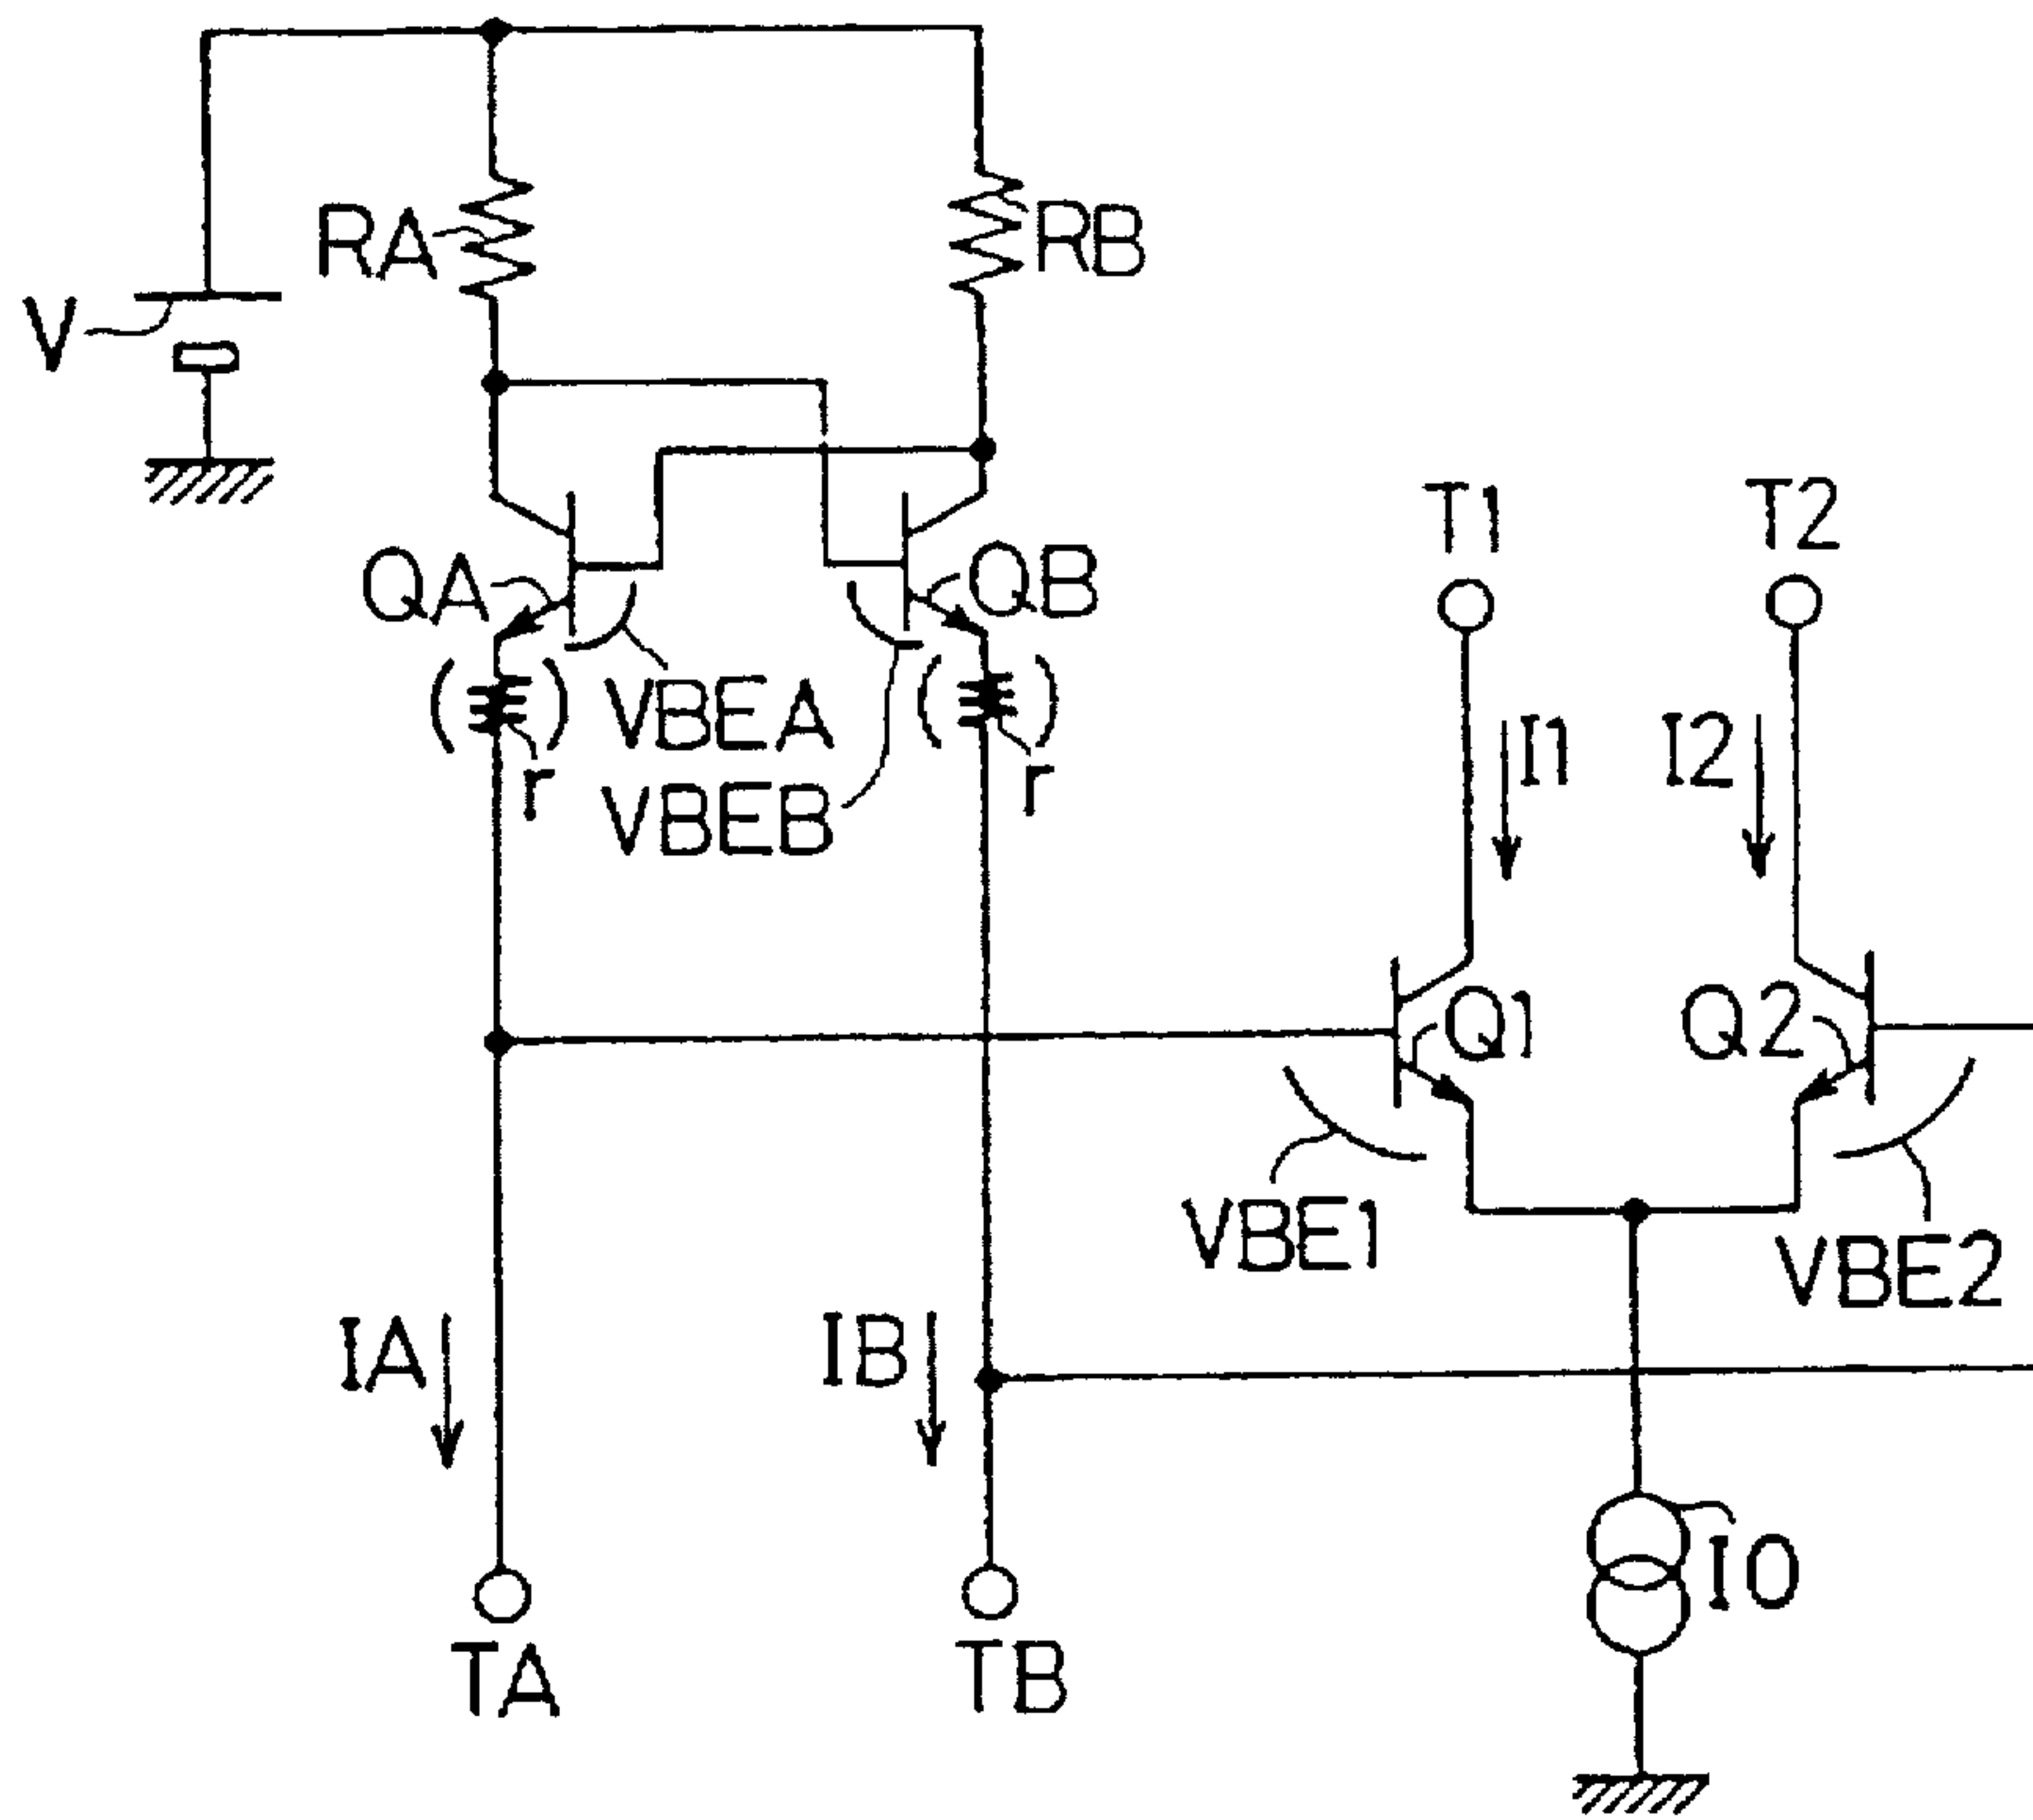 RA
RB
V
T1
T2
QA
QB
VBEA
I1
I2
r
r
VBEB
Q1
Q2
VBE1
VBE2
IA
IB
I0
TA
TB